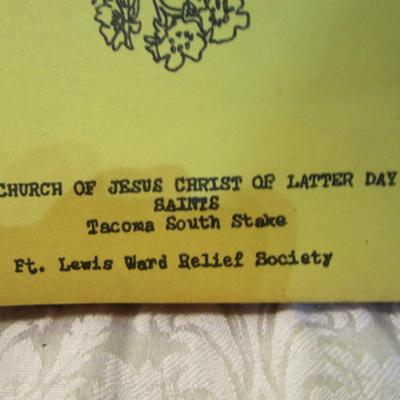 CHURCH OF JESUS CHRIST OF LATTER DAY
SAINTS
Tacoma South Stake
Ft. Lewis Ward Relief Society